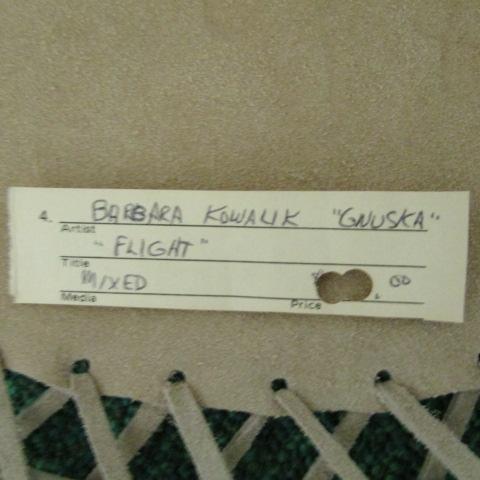 4. BARBARA KOWALIK "GNUSKA"
Artist
"FLIGHT"
Title
MIXED .00
Media Price